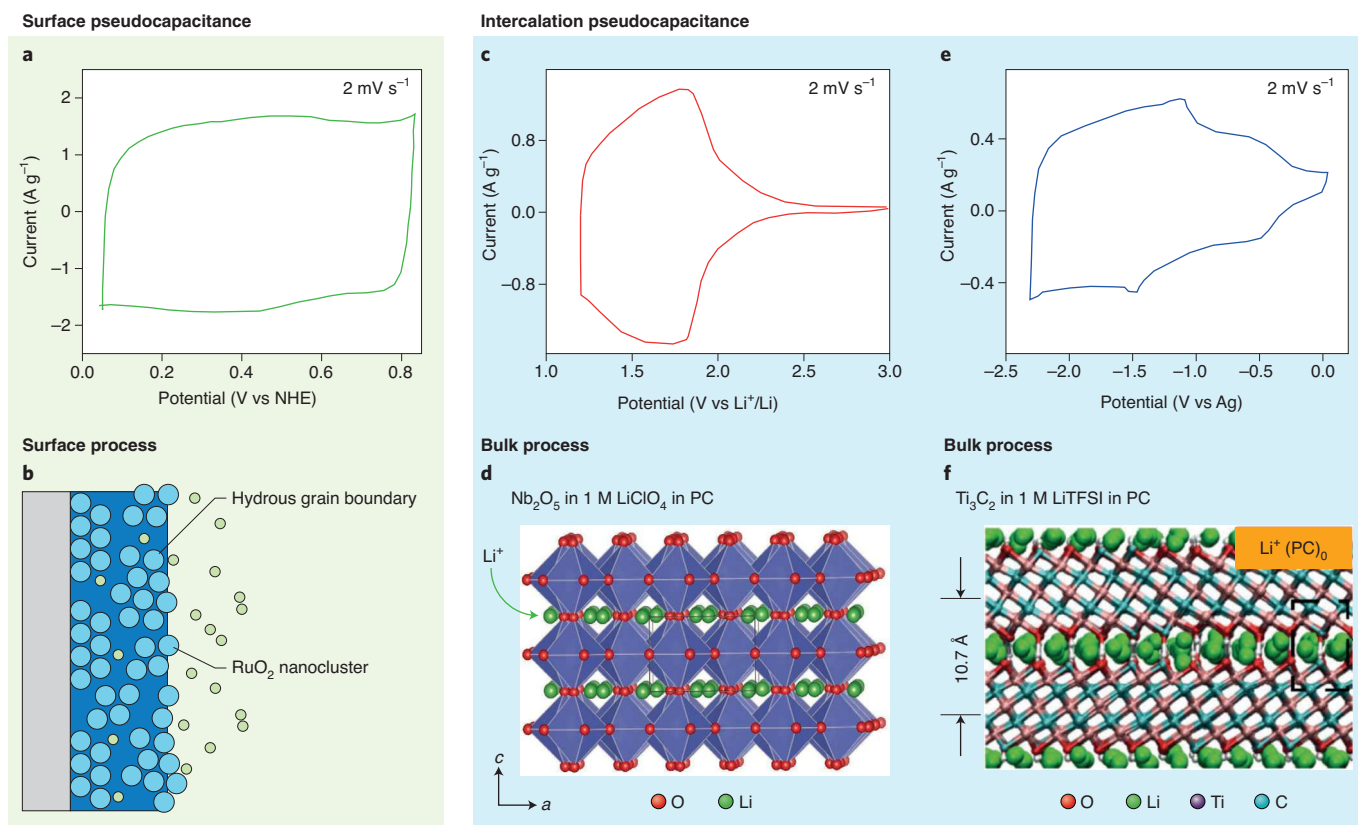 Surface pseudocapacitance
Intercalation pseudocapacitance
a
2 mV s⁻¹
2
1
0
−1
−2
Current (A g⁻¹)
0.0 0.2 0.4 0.6 0.8
Potential (V vs NHE)
c
2 mV s⁻¹
0.8
0.0
−0.8
Current (A g⁻¹)
1.0 1.5 2.0 2.5 3.0
Potential (V vs Li⁺/Li)
e
2 mV s⁻¹
0.4
0.0
−0.4
Current (A g⁻¹)
−2.5 −2.0 −1.5 −1.0 −0.5 0.0
Potential (V vs Ag)
Surface process
b
Hydrous grain boundary
RuO₂ nanocluster
Bulk process
d
Nb₂O₅ in 1 M LiClO₄ in PC
Li⁺
c
a
O Li
Bulk process
f
Ti₃C₂ in 1 M LiTFSI in PC
Li⁺ (PC)₀
10.7 Å
O Li Ti C